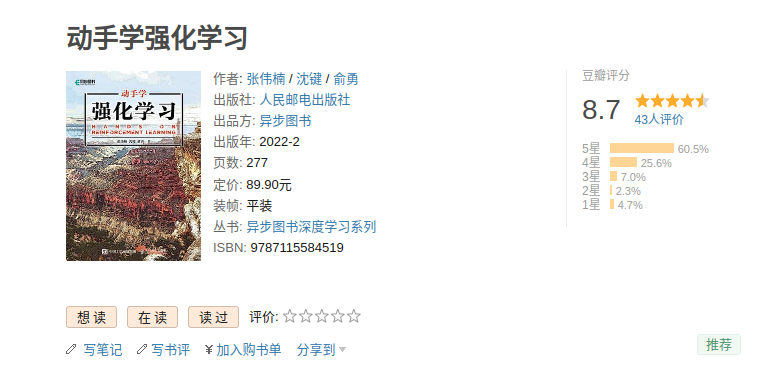 动手学强化学习
动手学
强化学习
HANDS-ON
REINFORCEMENT LEARNING
作者: 张伟楠 / 沈键 / 俞勇
出版社: 人民邮电出版社
出品方: 异步图书
出版年: 2022-2
页数: 277
定价: 89.90元
装帧: 平装
丛书: 异步图书深度学习系列
ISBN: 9787115584519
豆瓣评分
8.7
43人评价
5星 60.5%
4星 25.6%
3星 7.0%
2星 2.3%
1星 4.7%
想读 在读 读过 评价:
写笔记 写书评 ¥ 加入购书单 分享到
推荐